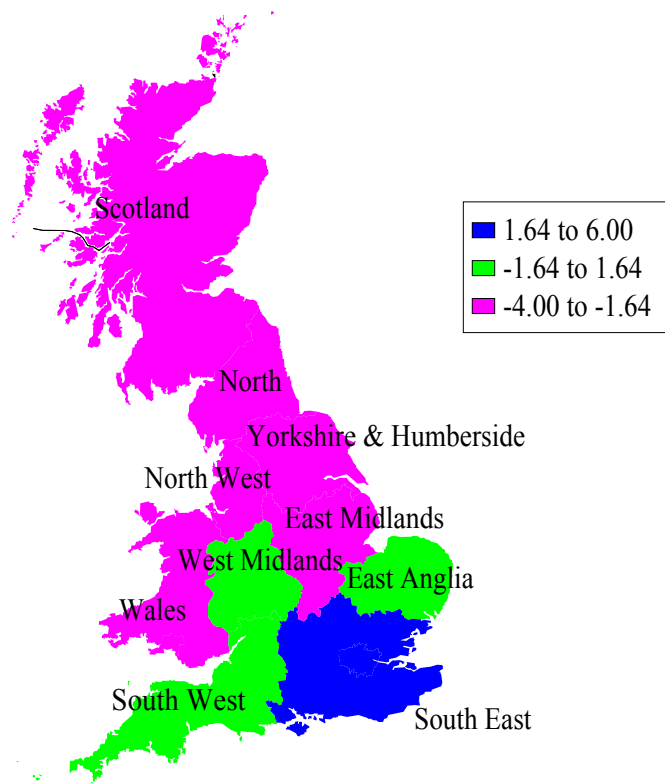 Scotland
1.64 to 6.00
-1.64 to 1.64
-4.00 to -1.64
North
Yorkshire & Humberside
North West
East Midlands
West Midlands
East Anglia
Wales
South West
South East